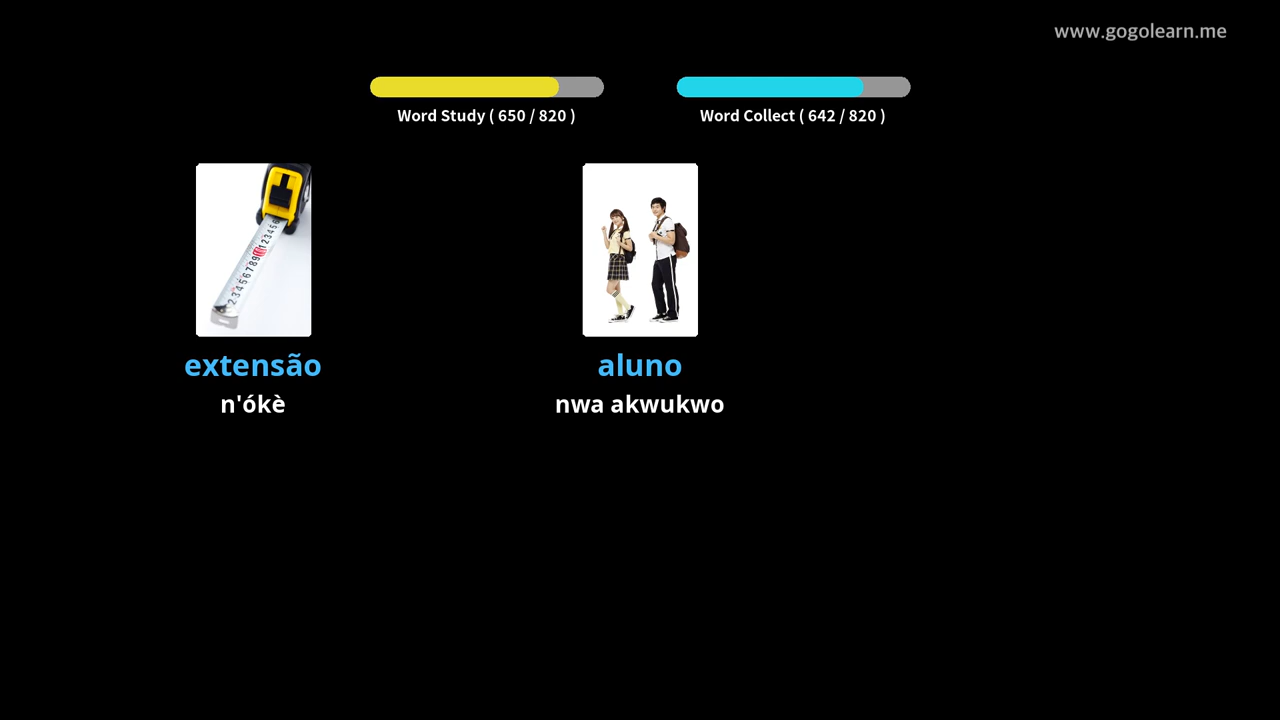 www.gogolearn.me
Word Study ( 650 / 820 )
Word Collect ( 642 / 820 )
extensão
aluno
n'ókè
nwa akwukwo